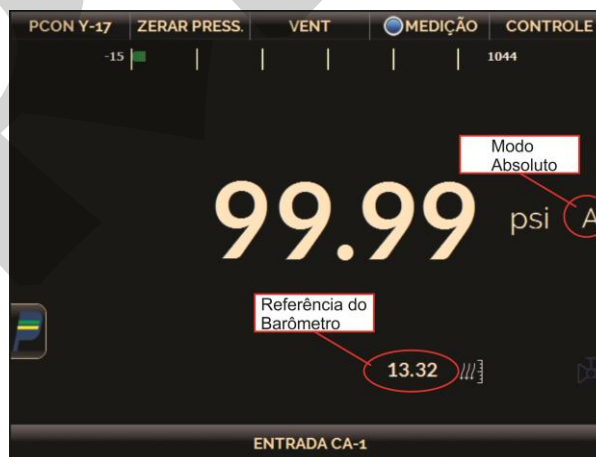 PCON Y-17 ZERAR PRESS. VENT MEDIÇÃO CONTROLE
-15 1044
Modo
Absoluto
99.99 psi A
Referência do
Barômetro
13.32
ENTRADA CA-1